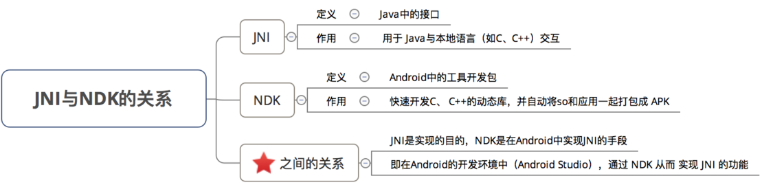 JNI与NDK的关系
JNI
定义
Java中的接口
作用
用于 Java与本地语言（如C、C++）交互
NDK
定义
Android中的工具开发包
作用
快速开发C、 C++的动态库，并自动将so和应用一起打包成 APK
之间的关系
JNI是实现的目的，NDK是在Android中实现JNI的手段
即在Android的开发环境中（Android Studio），通过 NDK 从而 实现 JNI 的功能